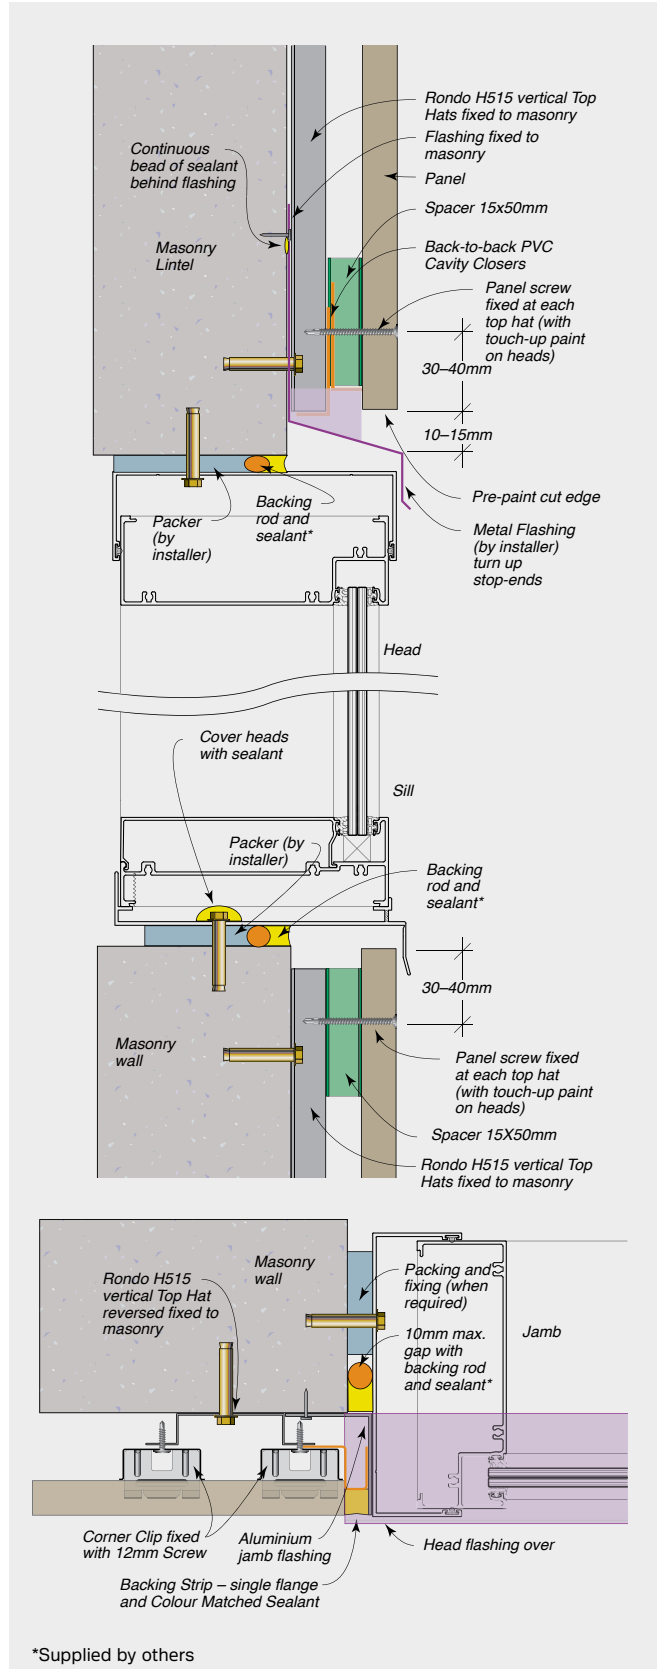 Rondo H515 vertical Top
Hats fixed to masonry
Flashing fixed to
masonry
Continuous
bead of sealant
behind flashing
Panel
Spacer 15x50mm
Masonry
Lintel
Back-to-back PVC
Cavity Closers
Panel screw
fixed at each
top hat (with
touch-up paint
on heads)
30–40mm
10–15mm
Pre-paint cut edge
Packer
(by
installer)
Backing
rod and
sealant*
Metal Flashing
(by installer)
turn up
stop-ends
Head
Cover heads
with sealant
Sill
Packer (by
installer)
Backing
rod and
sealant*
30–40mm
Masonry
wall
Panel screw fixed
at each top hat
(with touch-up paint
on heads)
Spacer 15X50mm
Rondo H515 vertical Top
Hats fixed to masonry
Masonry
wall
Rondo H515
vertical Top Hat
reversed fixed to
masonry
Packing and
fixing (when
required)
10mm max.
gap with
backing rod
and sealant*
Jamb
Corner Clip fixed
with 12mm Screw
Aluminium
jamb flashing
Head flashing over
Backing Strip – single flange
and Colour Matched Sealant
*Supplied by others